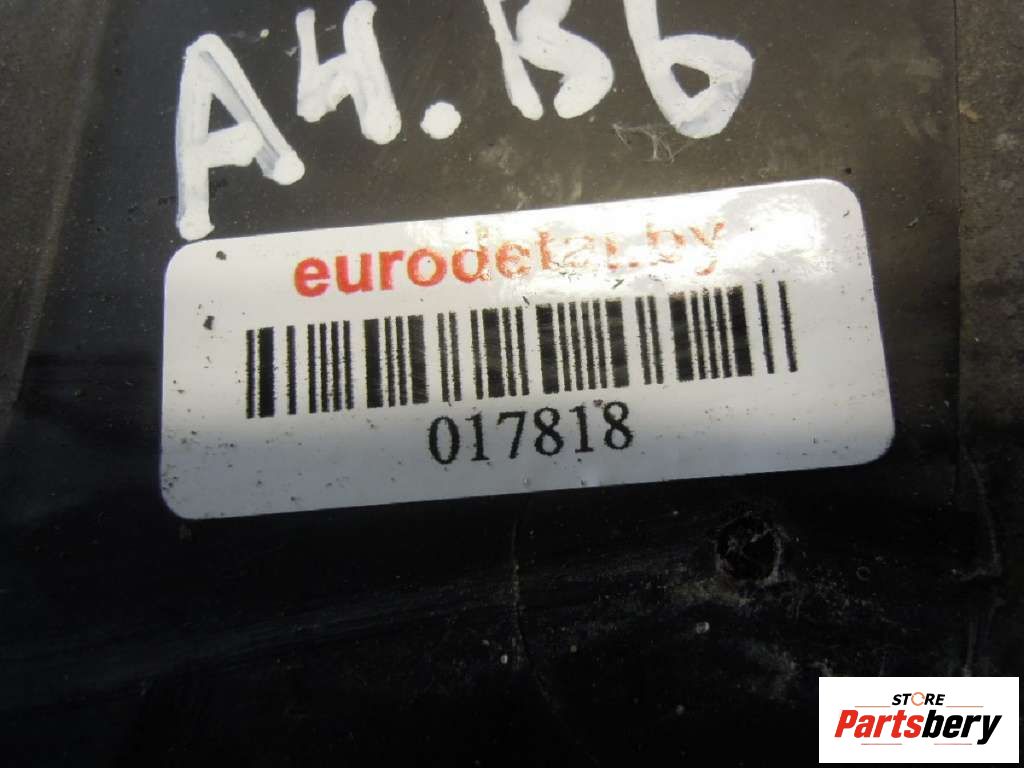 A4.B6
eurodetal.by
017818
STORE
Partsbery